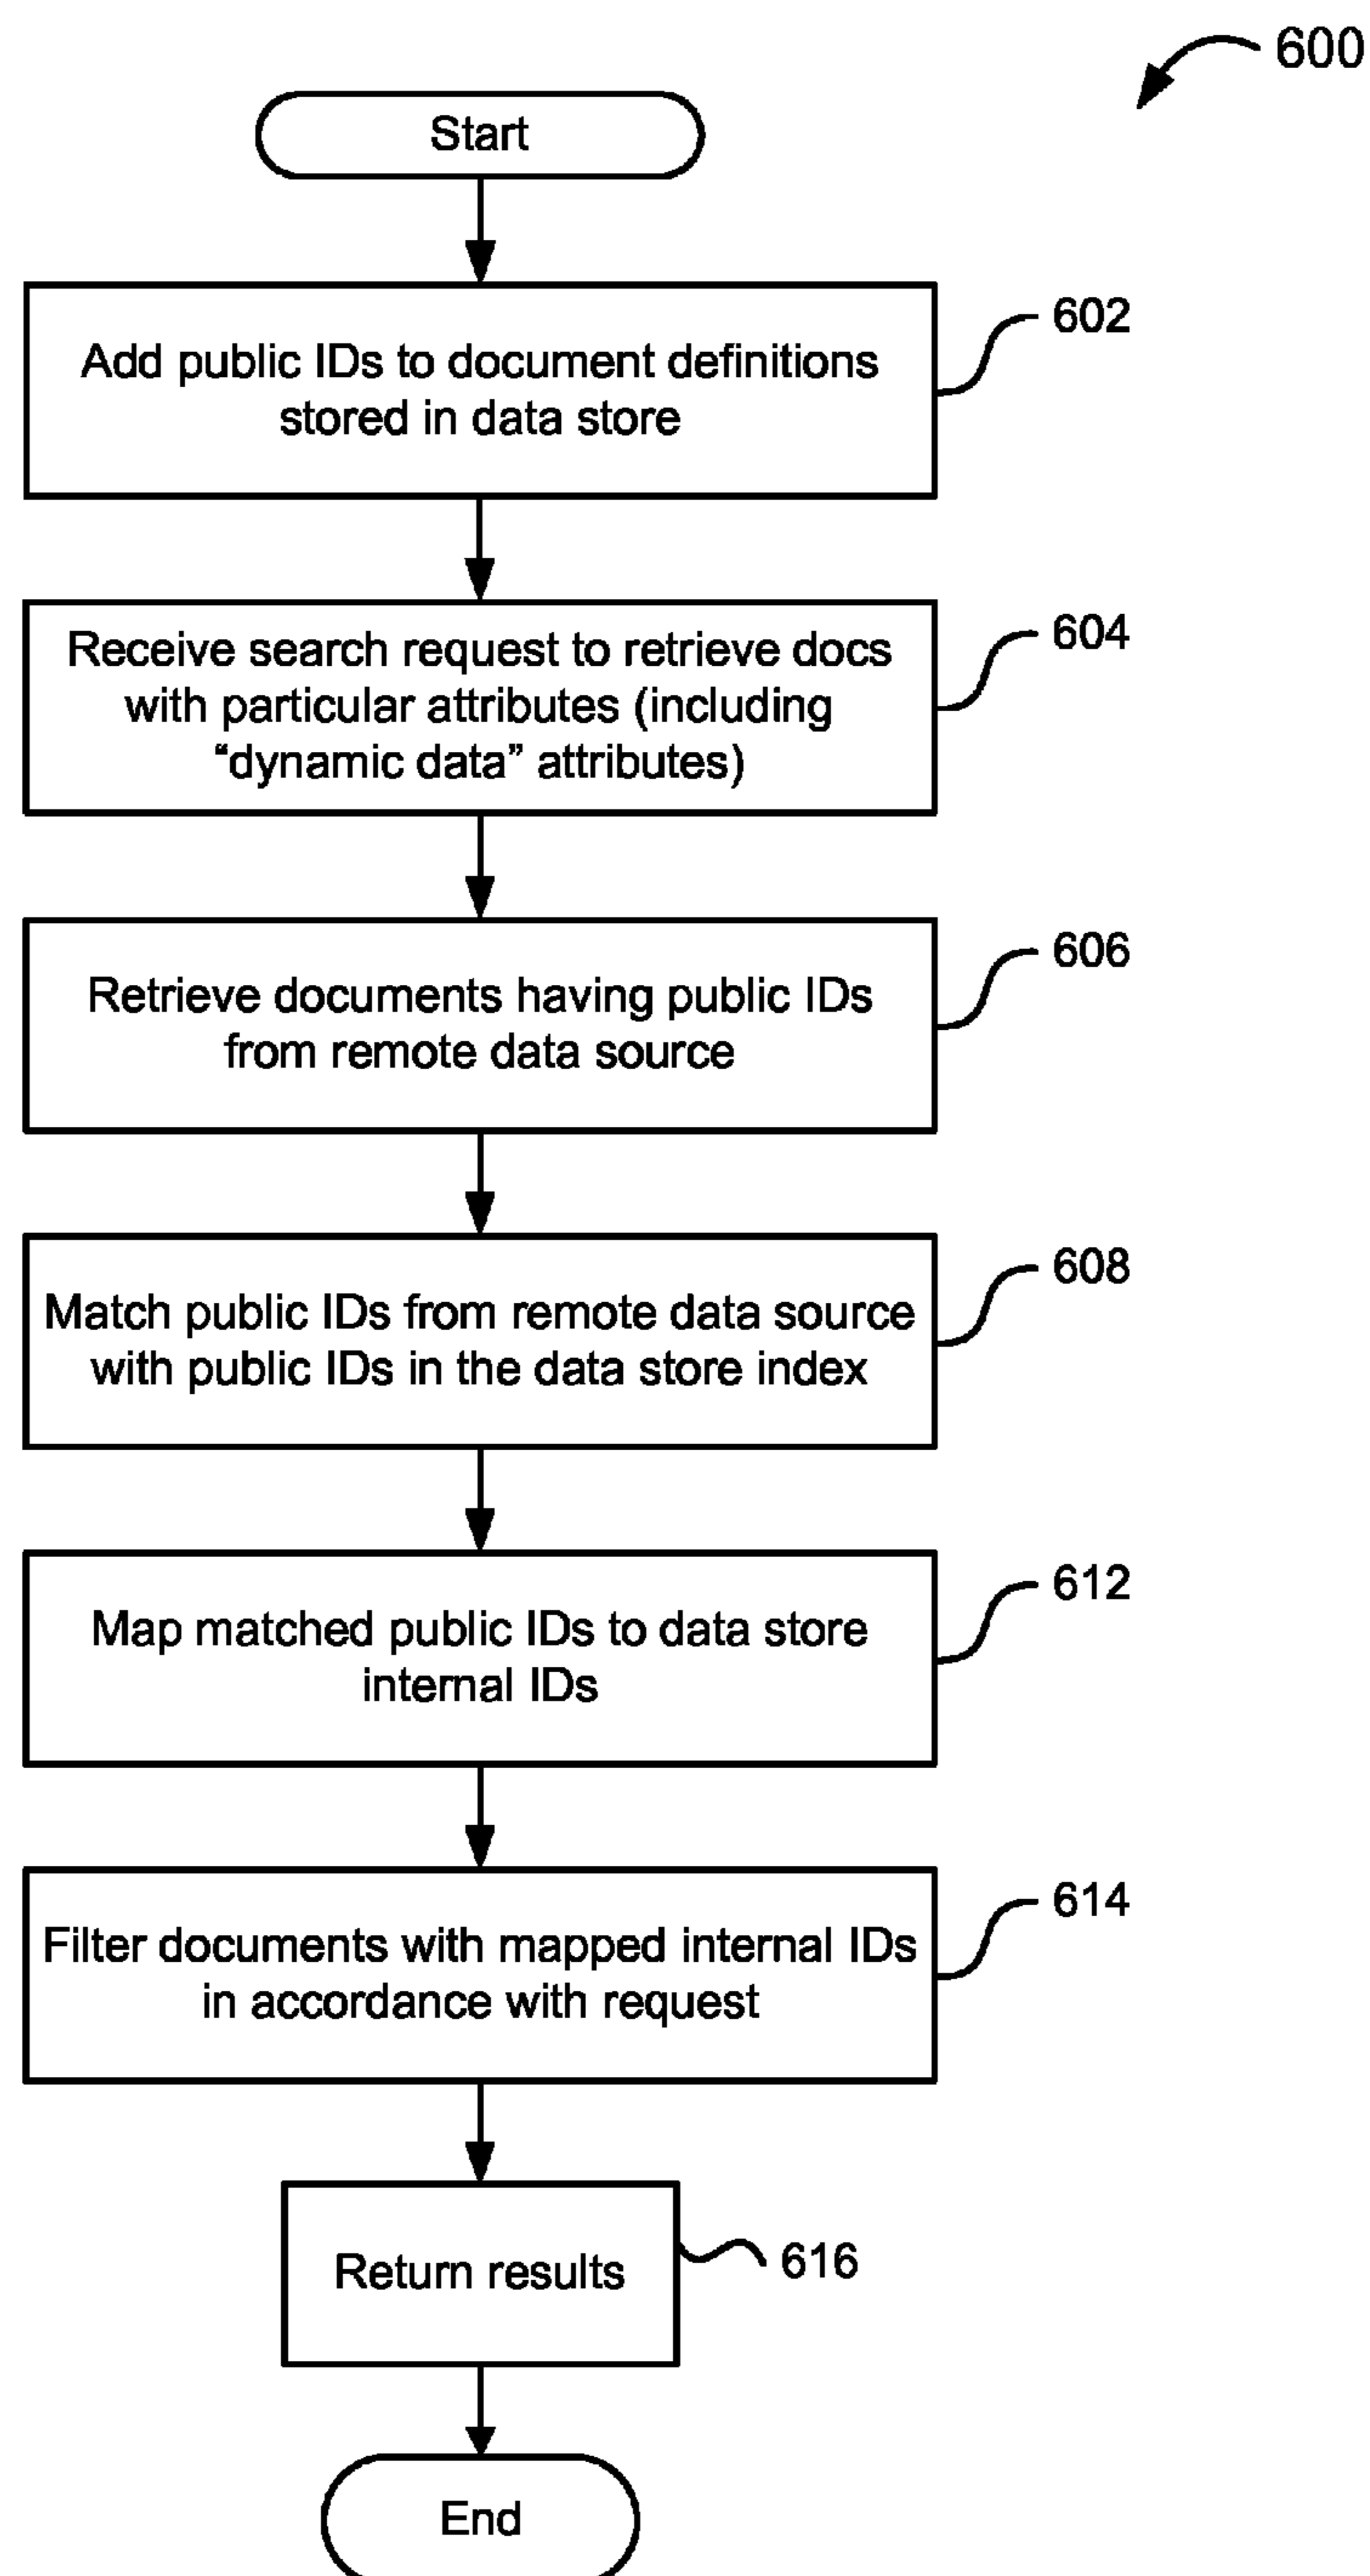 600
Start
Add public IDs to document definitions
stored in data store
602
Receive search request to retrieve docs
with particular attributes (including
“dynamic data” attributes)
604
Retrieve documents having public IDs
from remote data source
606
Match public IDs from remote data source
with public IDs in the data store index
608
Map matched public IDs to data store
internal IDs
612
Filter documents with mapped internal IDs
in accordance with request
614
Return results
616
End